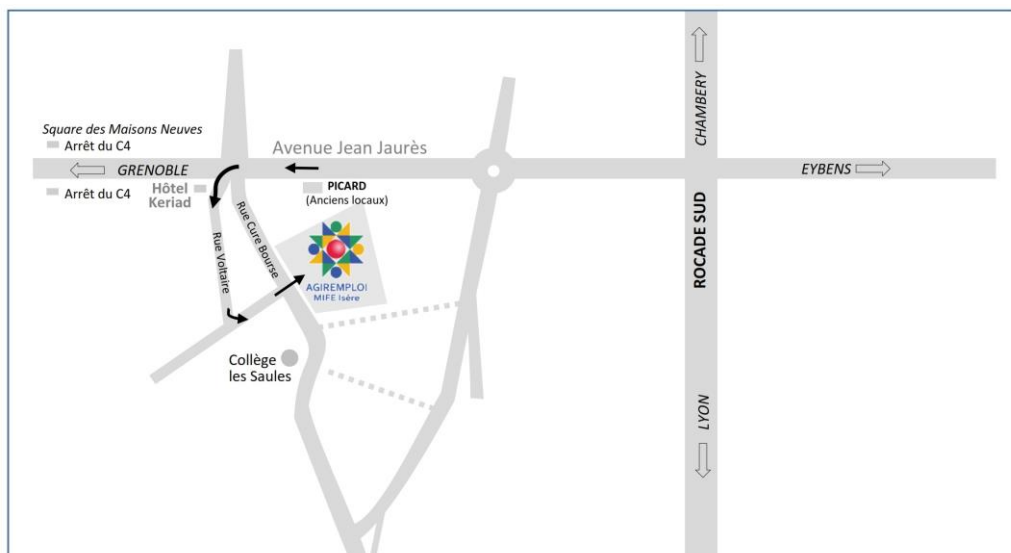 CHAMBERY
Square des Maisons Neuves
Arrêt du C4
Avenue Jean Jaurès
GRENOBLE
EYBENS
Arrêt du C4
Hôtel
Keriad
PICARD
(Anciens locaux)
Rue Voltaire
Rue Cure Bourse
ROCADE SUD
AGIREMPLOI
MIFE Isère
Collège
les Saules
LYON